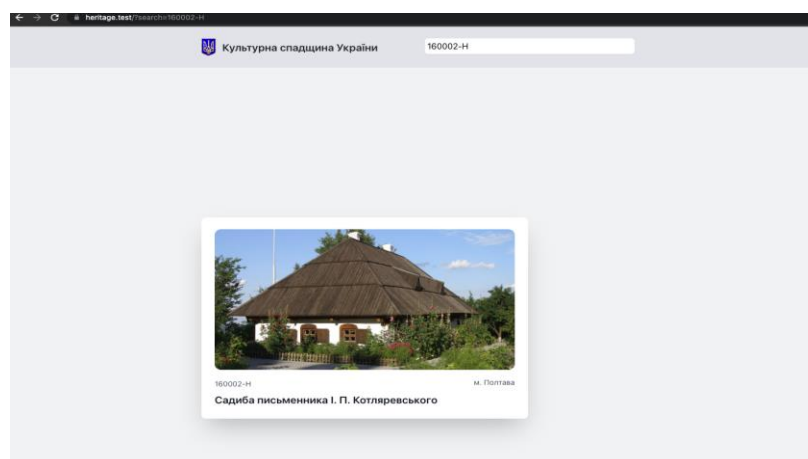 heritage.test/?search=160002-Н
Культурна спадщина України
160002-Н
160002-Н
м. Полтава
Садиба письменника І. П. Котляревського